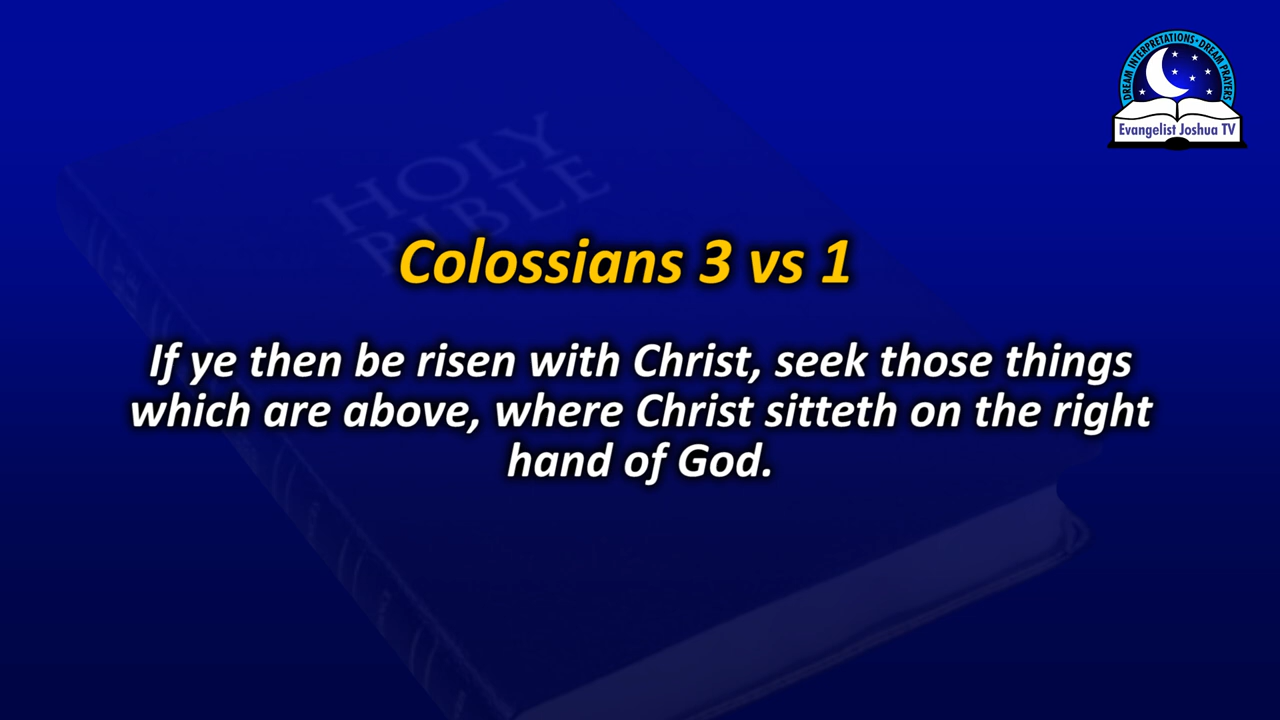 DREAM INTERPRETATIONS • DREAM PRAYERS
Evangelist Joshua TV
HOLY
BIBLE
Colossians 3 vs 1
If ye then be risen with Christ, seek those things
which are above, where Christ sitteth on the right
hand of God.